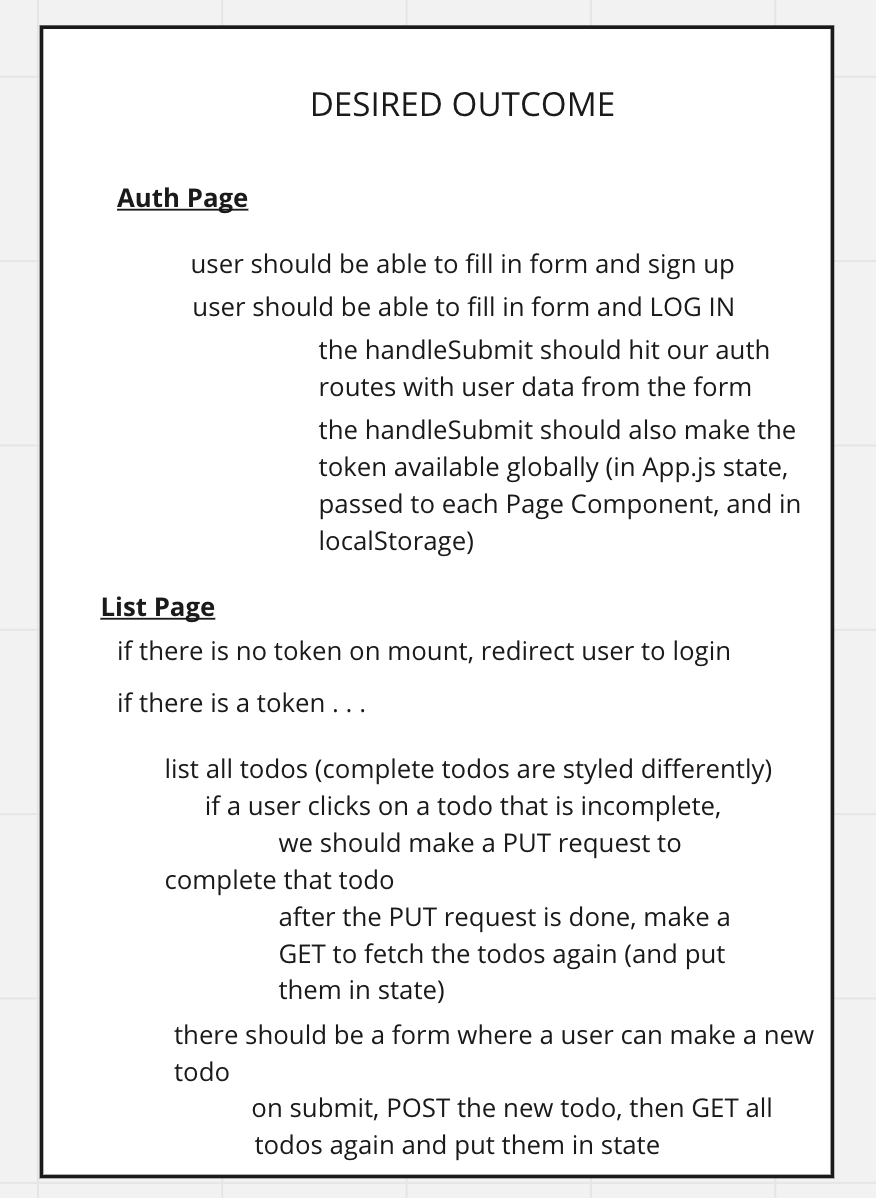 DESIRED OUTCOME
Auth Page
user should be able to fill in form and sign up
user should be able to fill in form and LOG IN
the handleSubmit should hit our auth
routes with user data from the form
the handleSubmit should also make the
token available globally (in App.js state,
passed to each Page Component, and in
localStorage)
List Page
if there is no token on mount, redirect user to login
if there is a token . . .
list all todos (complete todos are styled differently)
if a user clicks on a todo that is incomplete,
we should make a PUT request to
complete that todo
after the PUT request is done, make a
GET to fetch the todos again (and put
them in state)
there should be a form where a user can make a new
todo
on submit, POST the new todo, then GET all
todos again and put them in state